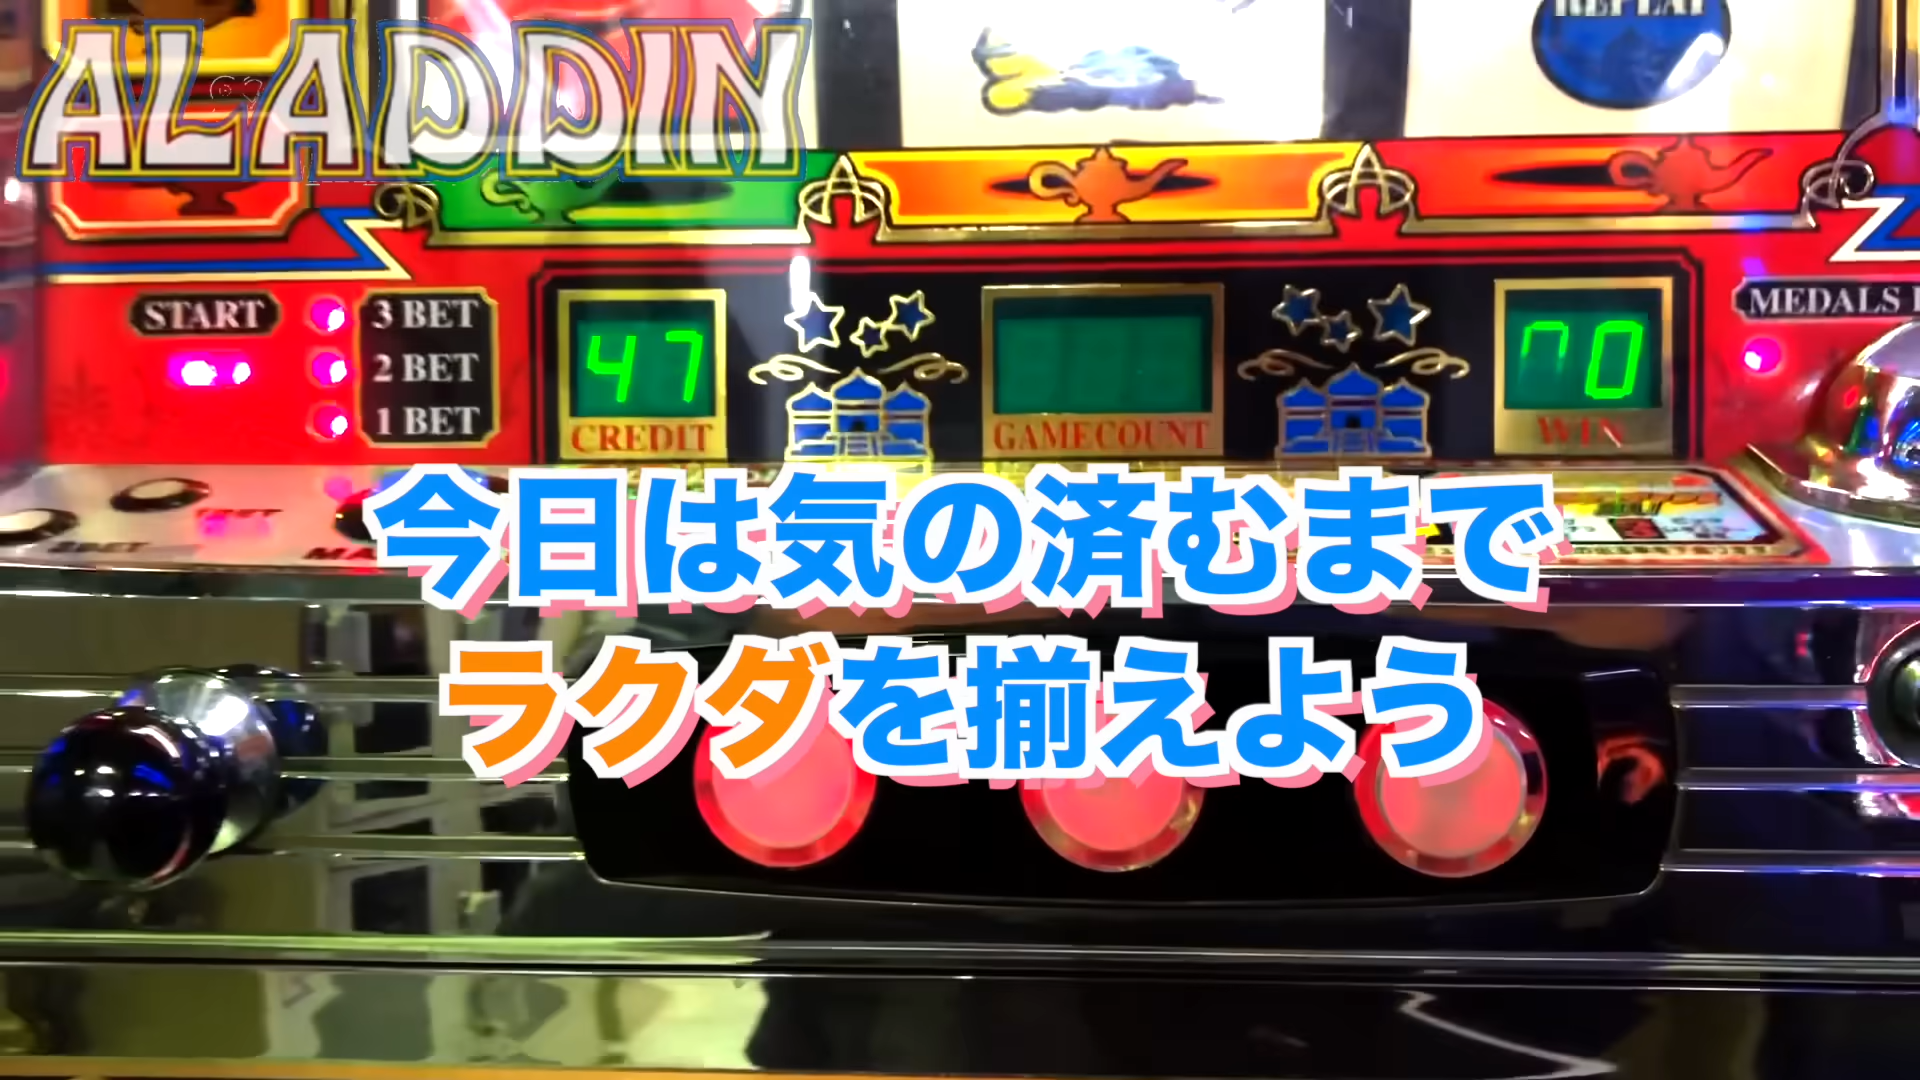 ALADDIN
REPLAY
START
3 BET
2 BET
1 BET
47
CREDIT
GAMECOUNT
70
WIN
MEDALS
今日は気の済むまで
ラクダを揃えよう